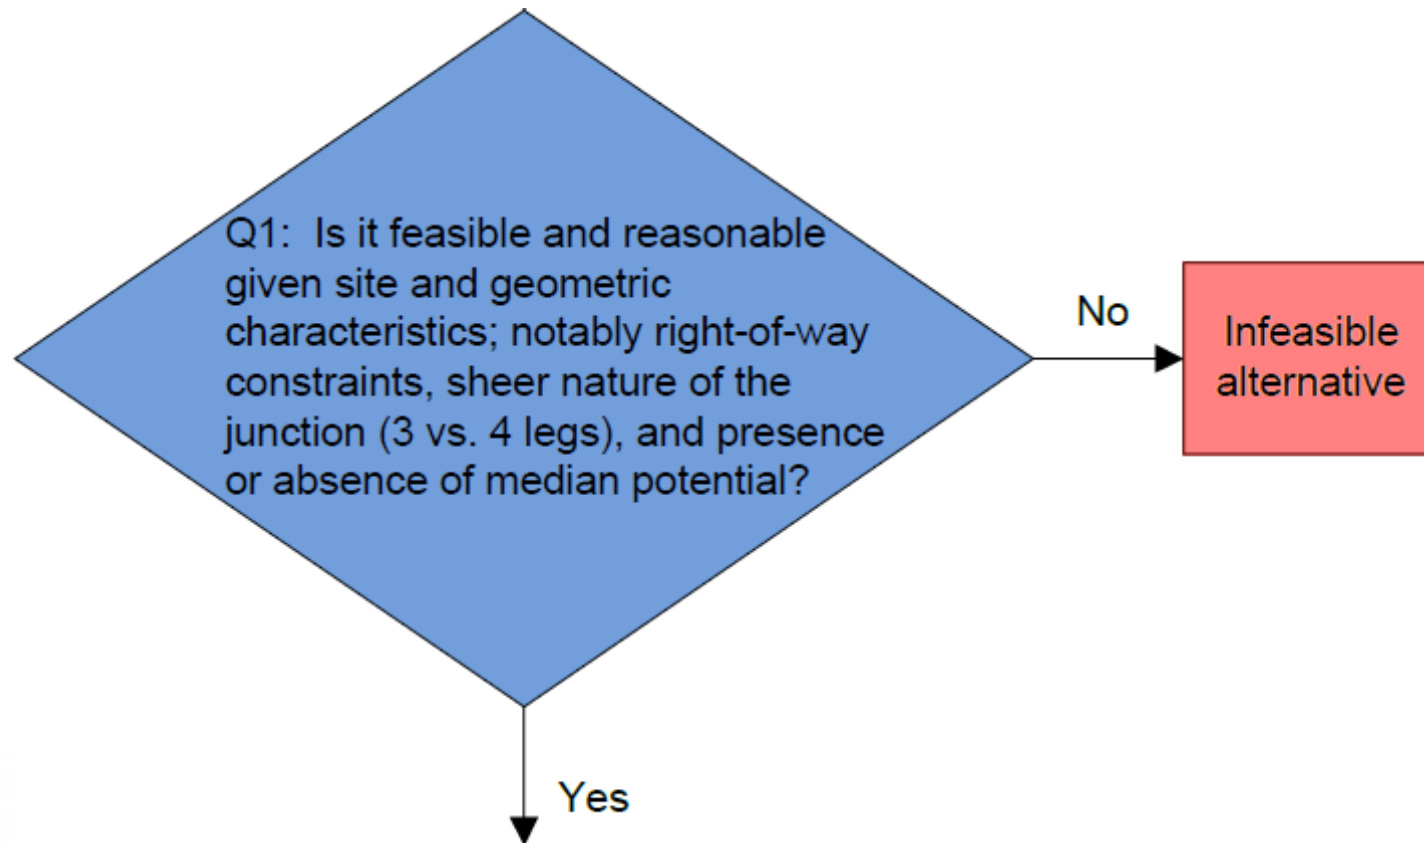 Q1:  Is it feasible and reasonable
given site and geometric
characteristics; notably right-of-way
constraints, sheer nature of the
junction (3 vs. 4 legs), and presence
or absence of median potential?
No
Infeasible
alternative
Yes